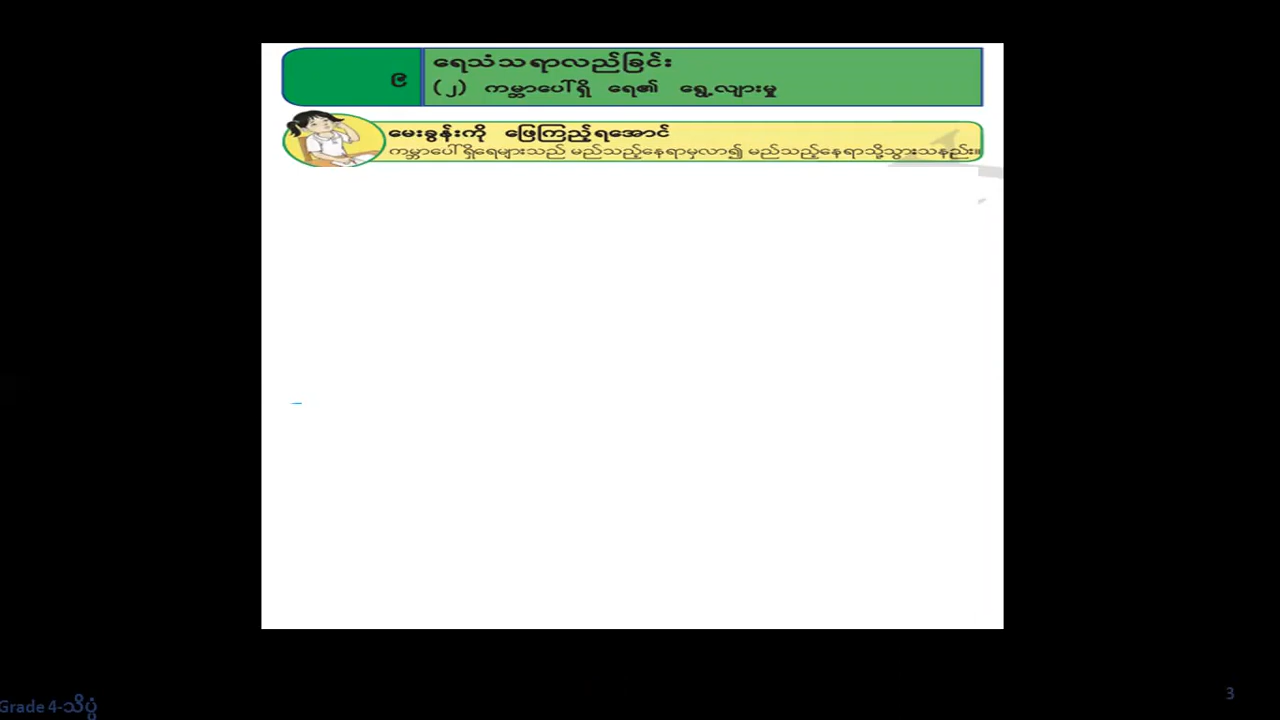 ၉
ရေသံသရာလည်ခြင်း
(၂) ကမ္ဘာပေါ်ရှိ ရေ၏ ရွေ့လျားမှု
မေးခွန်းကို ဖြေကြည့်ရအောင်
ကမ္ဘာပေါ်ရှိရေများသည် မည်သည့်နေရာမှလာ၍ မည်သည့်နေရာသို့သွားသနည်း။
Grade 4-သိပ္ပံ
3